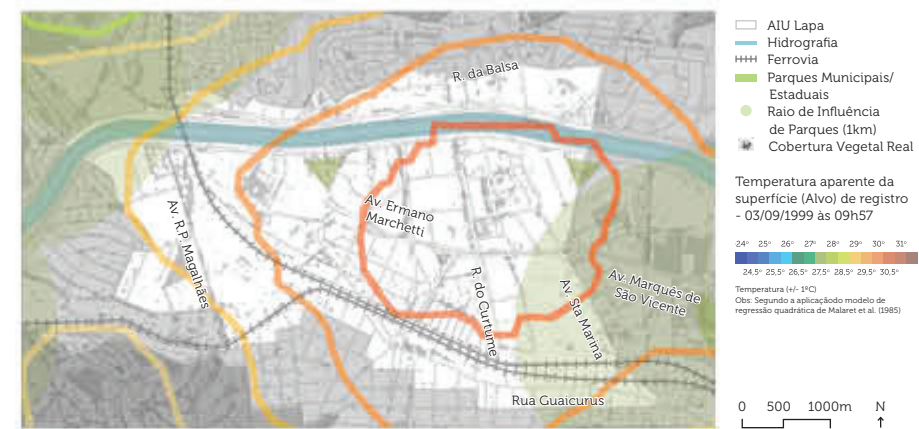 R. da Balsa
Av. R.P. Magalhães
Av. Ermano
Marchetti
R. do Curtume
Av. Sta Marina
Av. Marquês de
São Vicente
Rua Guaicurus
AIU Lapa
Hidrografia
Ferrovia
Parques Municipais/
Estaduais
Raio de Influência
de Parques (1km)
Cobertura Vegetal Real
Temperatura aparente da
superfície (Alvo) de registro
- 03/09/1999 às 09h57
24° 25° 26° 27° 28° 29° 30° 31°
24,5° 25,5° 26,5° 27,5° 28,5° 29,5° 30,5°
Temperatura (+/- 1°C)
Obs: Segundo a aplicaçãodo modelo de
regressão quadrática de Malaret et al. (1985)
0 500 1000m N